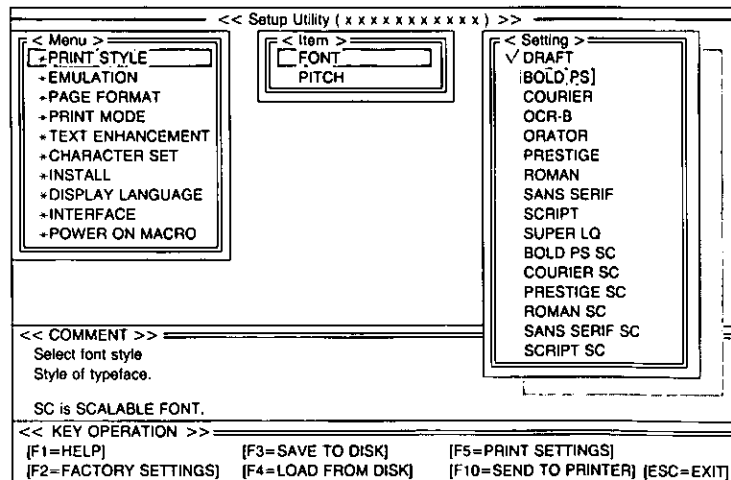 << Setup Utility ( x x x x x x x x x x x ) >>
< Menu >
*PRINT STYLE
*EMULATION
*PAGE FORMAT
*PRINT MODE
*TEXT ENHANCEMENT
*CHARACTER SET
*INSTALL
*DISPLAY LANGUAGE
*INTERFACE
*POWER ON MACRO
< Item >
FONT
PITCH
< Setting >
√ DRAFT
BOLD PS
COURIER
OCR-B
ORATOR
PRESTIGE
ROMAN
SANS SERIF
SCRIPT
SUPER LQ
BOLD PS SC
COURIER SC
PRESTIGE SC
ROMAN SC
SANS SERIF SC
SCRIPT SC
<< COMMENT >>
Select font style
Style of typeface.
SC is SCALABLE FONT.
<< KEY OPERATION >>
[F1=HELP] [F3=SAVE TO DISK] [F5=PRINT SETTINGS]
[F2=FACTORY SETTINGS] [F4=LOAD FROM DISK] [F10=SEND TO PRINTER] [ESC=EXIT]